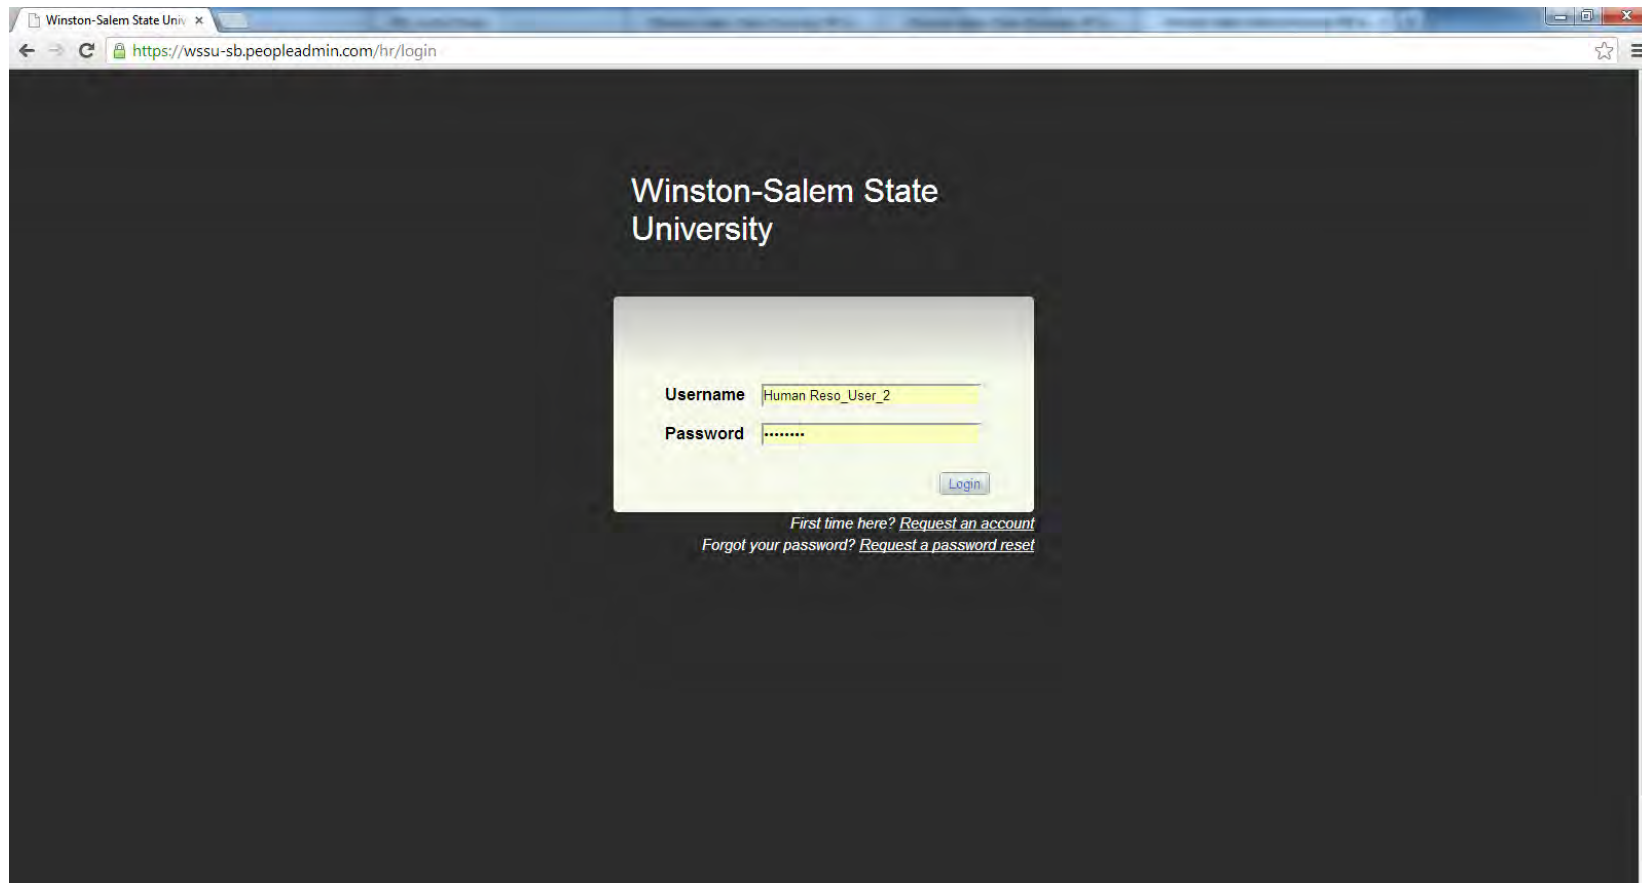 Winston-Salem State Univ
https://wssu-sb.peopleadmin.com/hr/login
Winston-Salem State
University
Username Human Reso_User_2
Password ••••••••
Login
First time here? Request an account
Forgot your password? Request a password reset